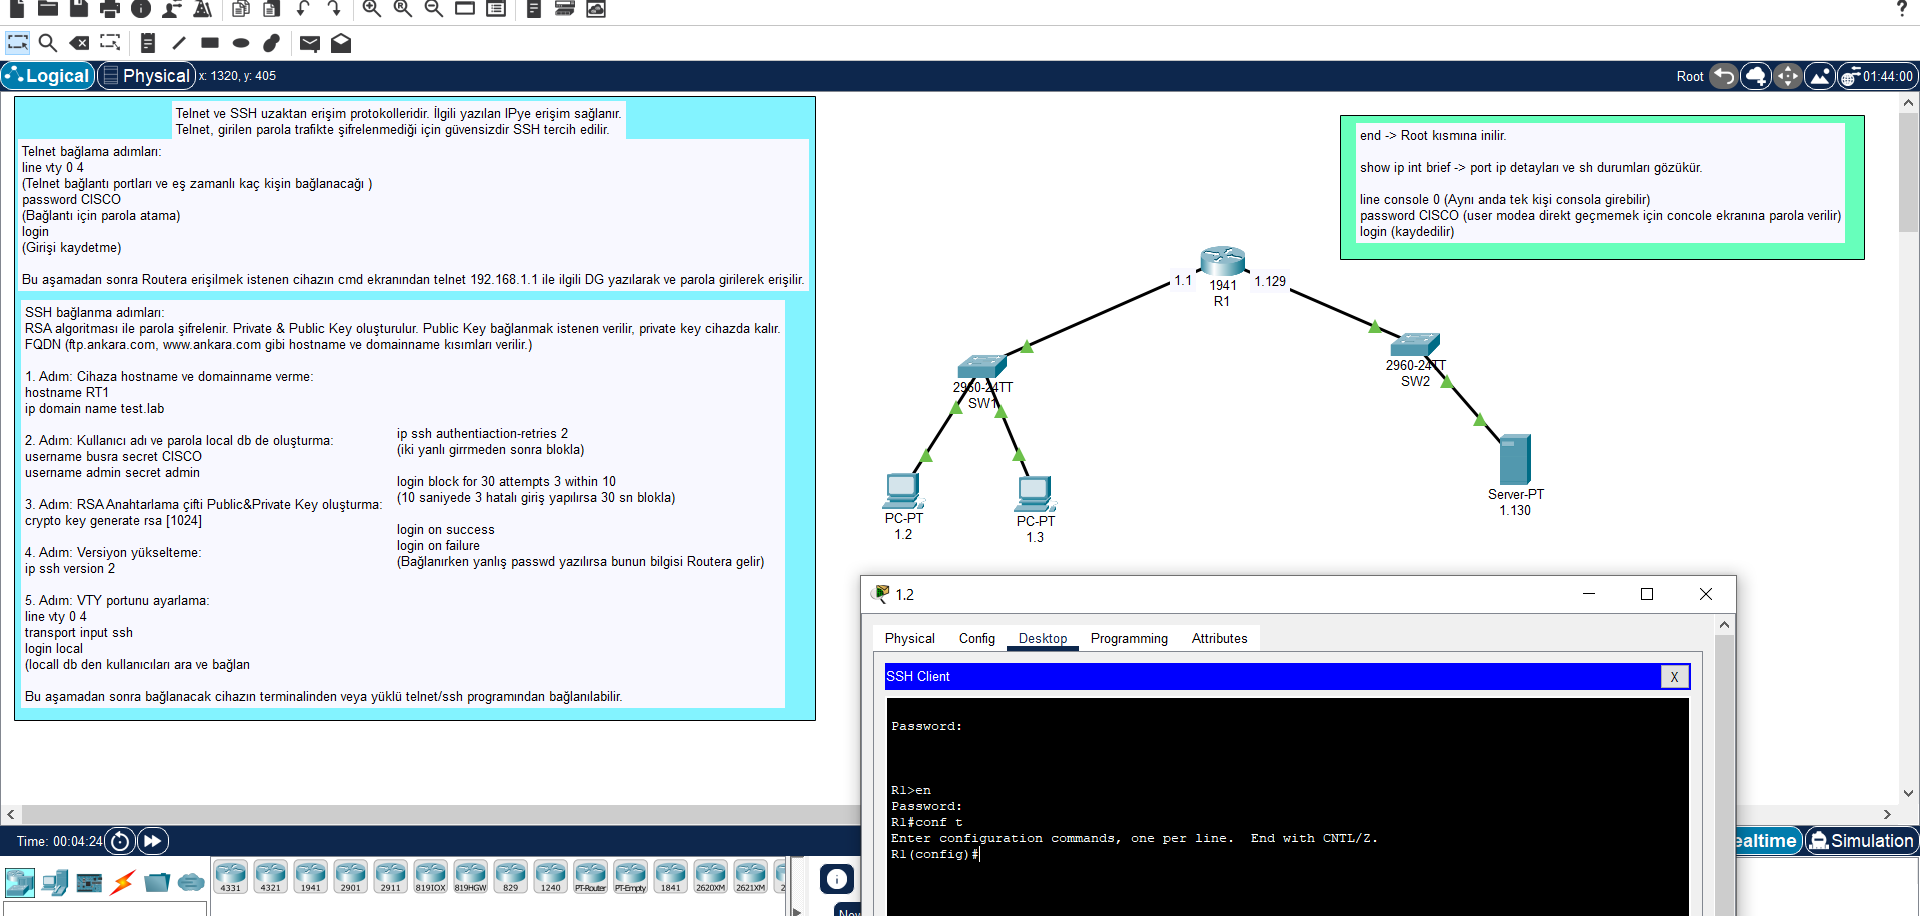 Logical
Physical
x: 1320, y: 405
Root
01:44:00
Telnet ve SSH uzaktan erişim protokolleridir. İlgili yazılan IPye erişim sağlanır.
Telnet, girilen parola trafikte şifrelenmediği için güvensizdir SSH tercih edilir.
Telnet bağlama adımları:
line vty 0 4
(Telnet bağlantı portları ve eş zamanlı kaç kişin bağlanacağı )
password CISCO
(Bağlantı için parola atama)
login
(Girişi kaydetme)
Bu aşamadan sonra Routera erişilmek istenen cihazın cmd ekranından telnet 192.168.1.1 ile ilgili DG yazılarak ve parola girilerek erişilir.
SSH bağlanma adımları:
RSA algoritması ile parola şifrelenir. Private & Public Key oluşturulur. Public Key bağlanmak istenen verilir, private key cihazda kalır.
FQDN (ftp.ankara.com, www.ankara.com gibi hostname ve domainname kısımları verilir.)
1. Adım: Cihaza hostname ve domainname verme:
hostname RT1
ip domain name test.lab
2. Adım: Kullanıcı adı ve parola local db de oluşturma:
username busra secret CISCO
username admin secret admin
3. Adım: RSA Anahtarlama çifti Public&Private Key oluşturma:
crypto key generate rsa [1024]
4. Adım: Versiyon yükselteme:
ip ssh version 2
5. Adım: VTY portunu ayarlama:
line vty 0 4
transport input ssh
login local
(locall db den kullanıcıları ara ve bağlan
Bu aşamadan sonra bağlanacak cihazın terminalinden veya yüklü telnet/ssh programından bağlanılabilir.
ip ssh authentiaction-retries 2
(iki yanlı girrmeden sonra blokla)
login block for 30 attempts 3 within 10
(10 saniyede 3 hatalı giriş yapılırsa 30 sn blokla)
login on success
login on failure
(Bağlanırken yanlış passwd yazılırsa bunun bilgisi Routera gelir)
end -> Root kısmına inilir.
show ip int brief -> port ip detayları ve sh durumları gözükür.
line console 0 (Aynı anda tek kişi consola girebilir)
password CISCO (user modea direkt geçmemek için concole ekranına parola verilir)
login (kaydedilir)
1.1
1941
R1
1.129
2960-24TT
SW1
2960-24TT
SW2
PC-PT
1.2
PC-PT
1.3
Server-PT
1.130
1.2
Physical
Config
Desktop
Programming
Attributes
SSH Client
X
Password:
R1>en
Password:
R1#conf t
Enter configuration commands, one per line.  End with CNTL/Z.
R1(config)#
Time: 00:04:24
ealtime
Simulation
4331
4321
1941
2901
2911
819IOX
819HGW
829
1240
PT-Router
PT-Empty
1841
2620XM
2621XM
2
New